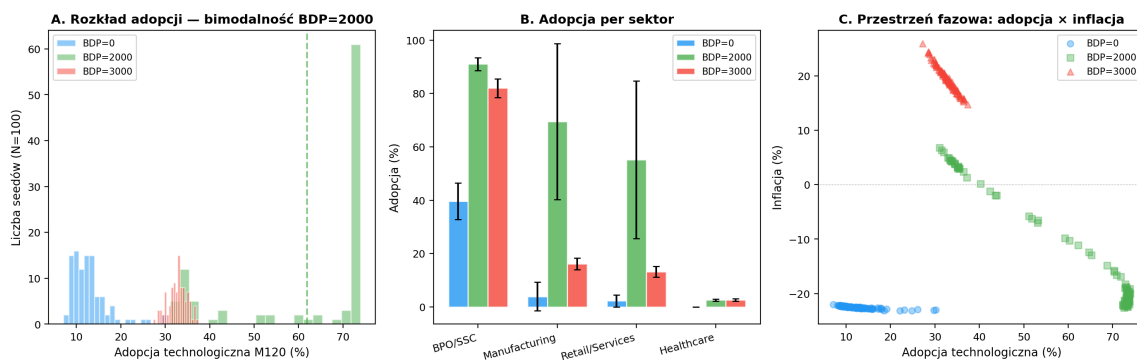 A. Rozkład adopcji — bimodalność BDP=2000
Liczba seedów (N=100)
60
50
40
30
20
10
0
BDP=0
BDP=2000
BDP=3000
10
20
30
40
50
60
70
Adopcja technologiczna M120 (%)
B. Adopcja per sektor
Adopcja (%)
100
80
60
40
20
0
BDP=0
BDP=2000
BDP=3000
BPO/SSC
Manufacturing
Retail/Services
Healthcare
C. Przestrzeń fazowa: adopcja × inflacja
Inflacja (%)
20
10
0
−10
−20
BDP=0
BDP=2000
BDP=3000
10
20
30
40
50
60
70
Adopcja technologiczna (%)